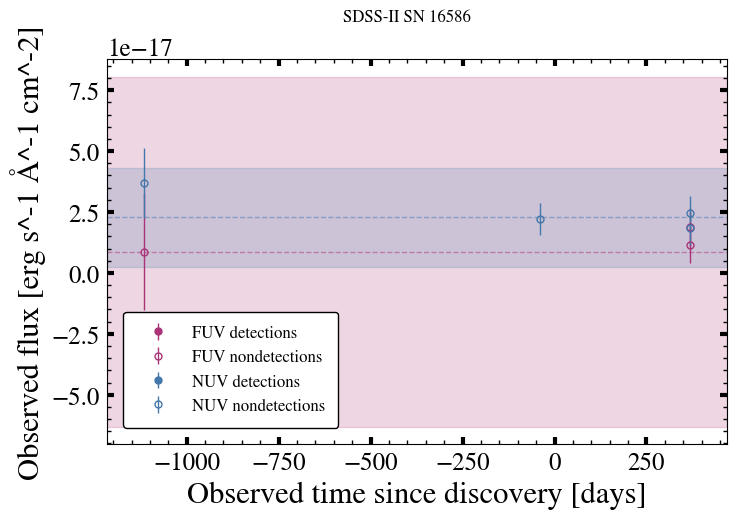 SDSS-II SN 16586
1e−17
Observed flux [erg s^-1 Å^-1 cm^-2]
7.5
5.0
2.5
0.0
−2.5
−5.0
FUV detections
FUV nondetections
NUV detections
NUV nondetections
−1000 −750 −500 −250 0 250
Observed time since discovery [days]